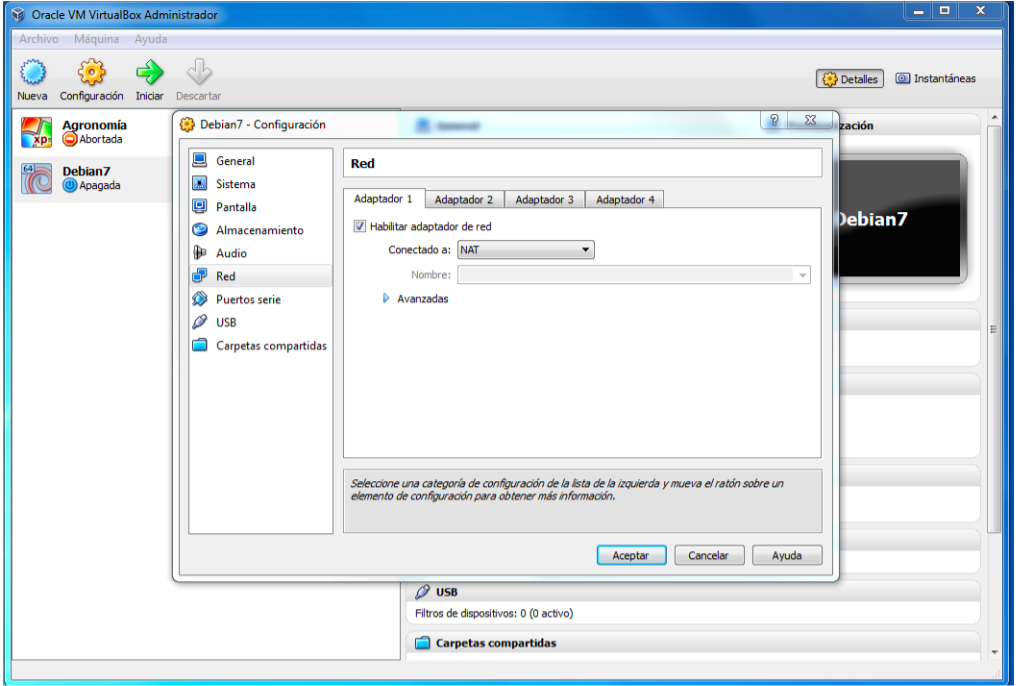 Oracle VM VirtualBox Administrador
Archivo Máquina Ayuda
Nueva Configuración Iniciar Descartar
Detalles Instantáneas
Agronomía
Abortada
Debian7
Apagada
64
xp
Debian7 - Configuración
General
zación
Debian7
General
Sistema
Pantalla
Almacenamiento
Audio
Red
Puertos serie
USB
Carpetas compartidas
Red
Adaptador 1 Adaptador 2 Adaptador 3 Adaptador 4
Habilitar adaptador de red
Conectado a: NAT
Nombre:
Avanzadas
Seleccione una categoría de configuración de la lista de la izquierda y mueva el ratón sobre un
elemento de configuración para obtener más información.
Aceptar Cancelar Ayuda
USB
Filtros de dispositivos: 0 (0 activo)
Carpetas compartidas